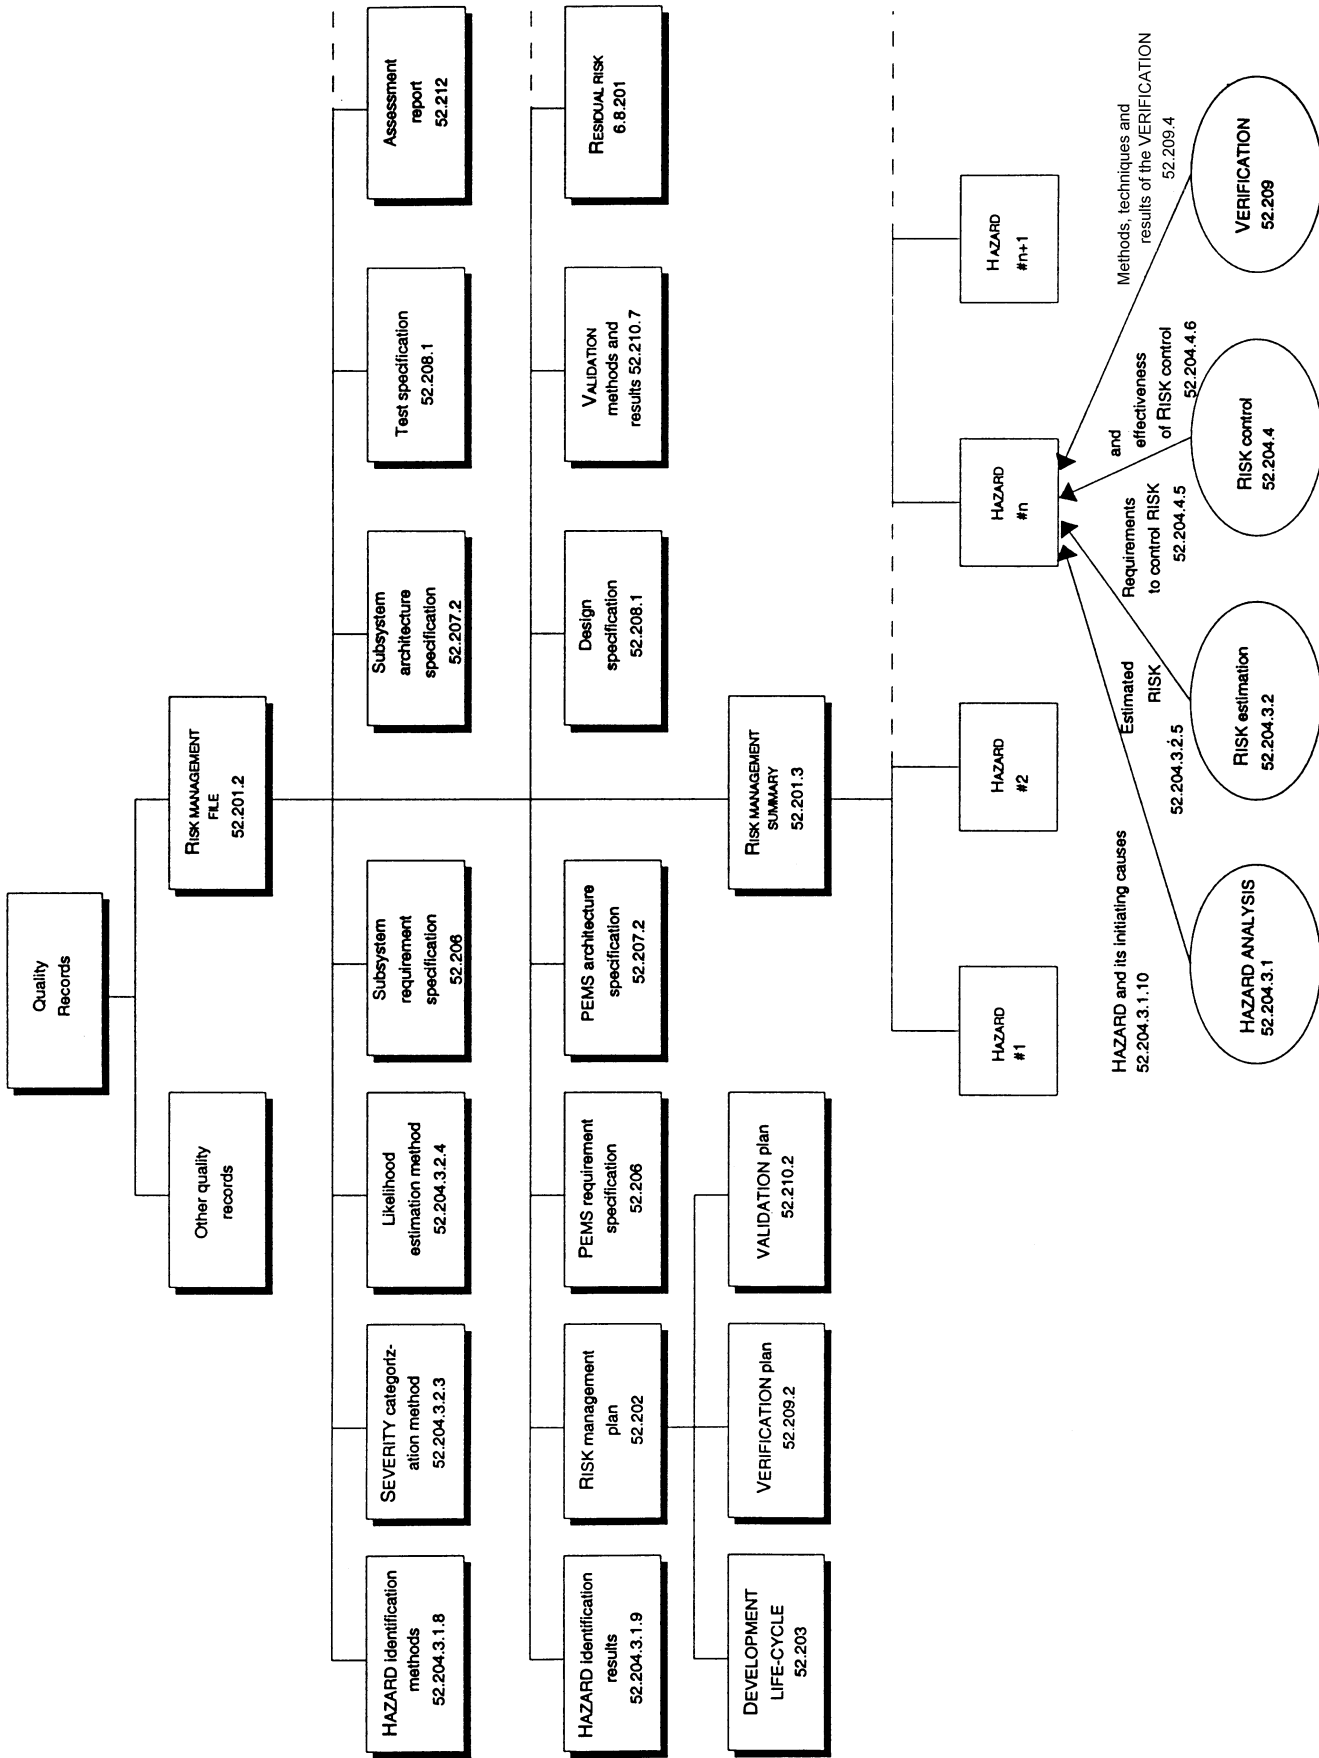 Quality
Records
Other quality
records
RISK MANAGEMENT
FILE
52.201.2
HAZARD identification
methods
52.204.3.1.8
SEVERITY categoriz-
ation method
52.204.3.2.3
Likelihood
estimation method
52.204.3.2.4
Subsystem
requirement
specification
52.206
Subsystem
architecture
specification
52.207.2
Test specification
52.208.1
Assessment
report
52.212
HAZARD identification
results
52.204.3.1.9
RISK management
plan
52.202
PEMS requirement
specification
52.206
PEMS architecture
specification
52.207.2
Design
specification
52.208.1
VALIDATION
methods and
results 52.210.7
RESIDUAL RISK
6.8.201
DEVELOPMENT
LIFE-CYCLE
52.203
VERIFICATION plan
52.209.2
VALIDATION plan
52.210.2
RISK MANAGEMENT
SUMMARY
52.201.3
HAZARD
#1
HAZARD
#2
HAZARD
#n
HAZARD
#n+1
HAZARD and its initiating causes
52.204.3.1.10
Estimated
RISK
52.204.3.2.5
Requirements
to control RISK
52.204.4.5
and
effectiveness
of RISK control
52.204.4.6
Methods, techniques and
results of the VERIFICATION
52.209.4
HAZARD ANALYSIS
52.204.3.1
RISK estimation
52.204.3.2
RISK control
52.204.4
VERIFICATION
52.209